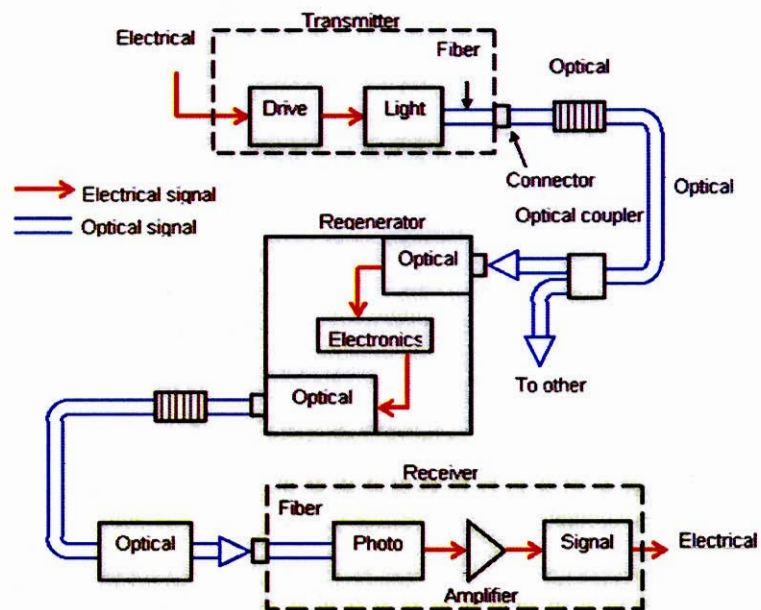 Transmitter
Electrical
Fiber
Optical
Drive
Light
Connector
Optical
Electrical signal
Optical signal
Regenerator
Optical coupler
Optical
Electronics
To other
Optical
Receiver
Fiber
Optical
Photo
Signal
Electrical
Amplifier